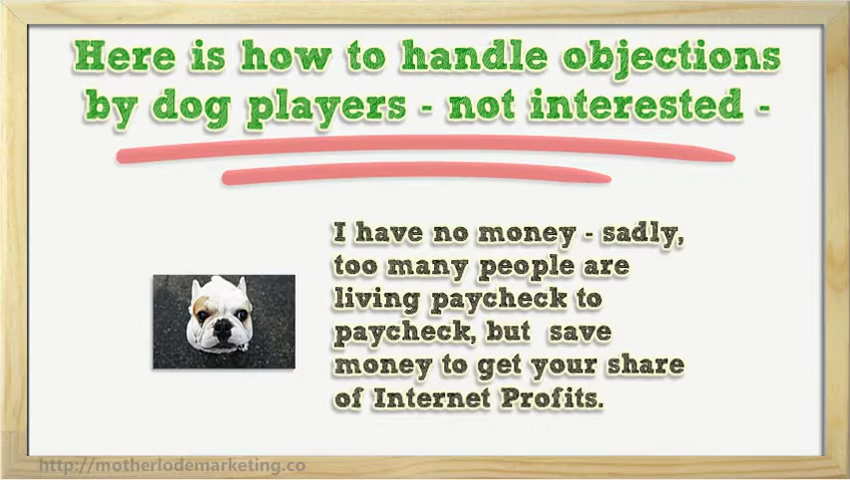 Here is how to handle objections
by dog players - not interested -
I have no money - sadly,
too many people are
living paycheck to
paycheck, but  save
money to get your share
of Internet Profits.
http://motherlodemarketing.co